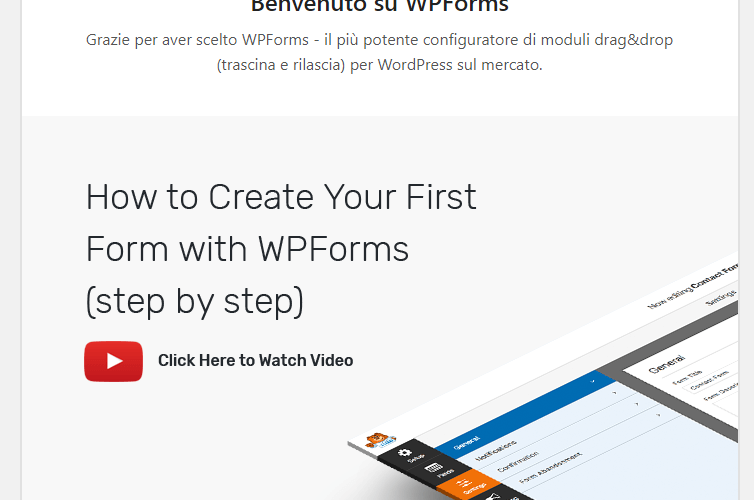 Benvenuto su WPForms
Grazie per aver scelto WPForms - il più potente configuratore di moduli drag&drop
(trascina e rilascia) per WordPress sul mercato.
How to Create Your First
Form with WPForms
(step by step)
Click Here to Watch Video
Now editing Contact Form
Settings
General
Form Title
Contact Form
General
Notifications
Confirmation
Form Abandonment
Setup
Fields
Settings